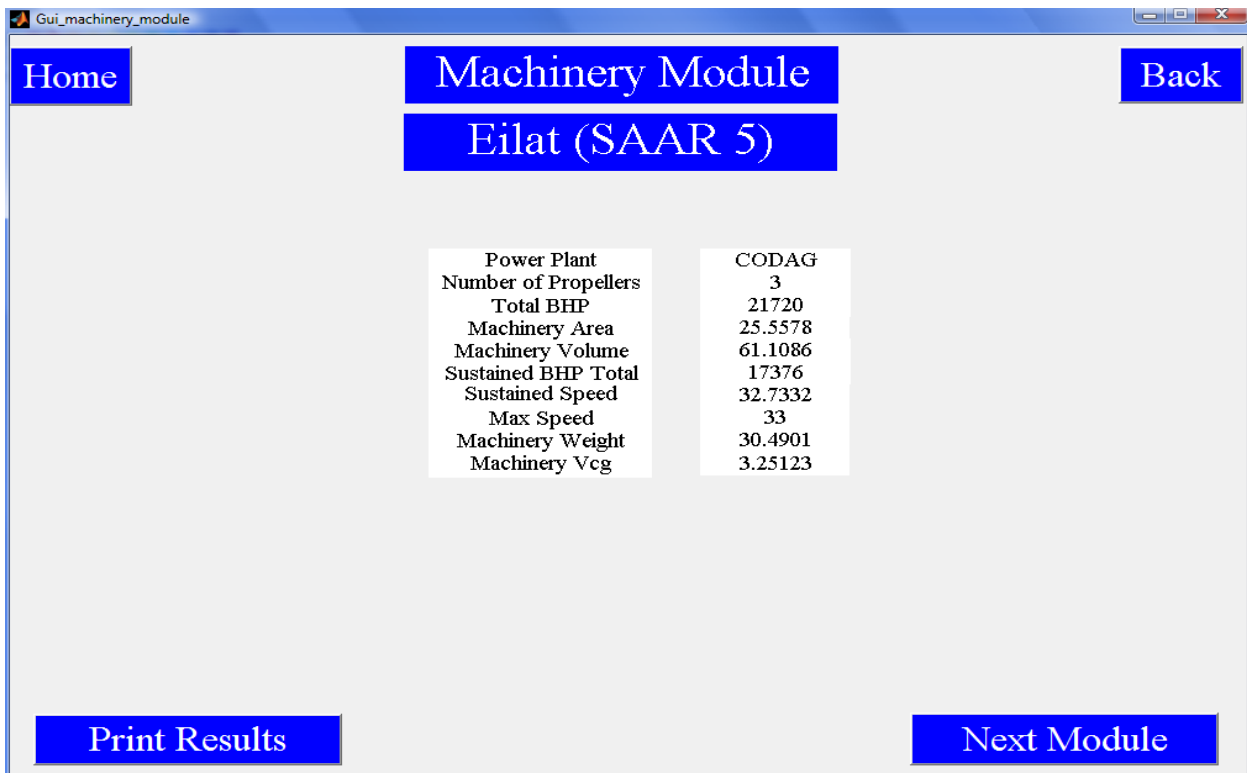 Gui_machinery_module
Home
Machinery Module
Back
Eilat (SAAR 5)
Power Plant CODAG
Number of Propellers 3
Total BHP 21720
Machinery Area 25.5578
Machinery Volume 61.1086
Sustained BHP Total 17376
Sustained Speed 32.7332
Max Speed 33
Machinery Weight 30.4901
Machinery Vcg 3.25123
Print Results
Next Module